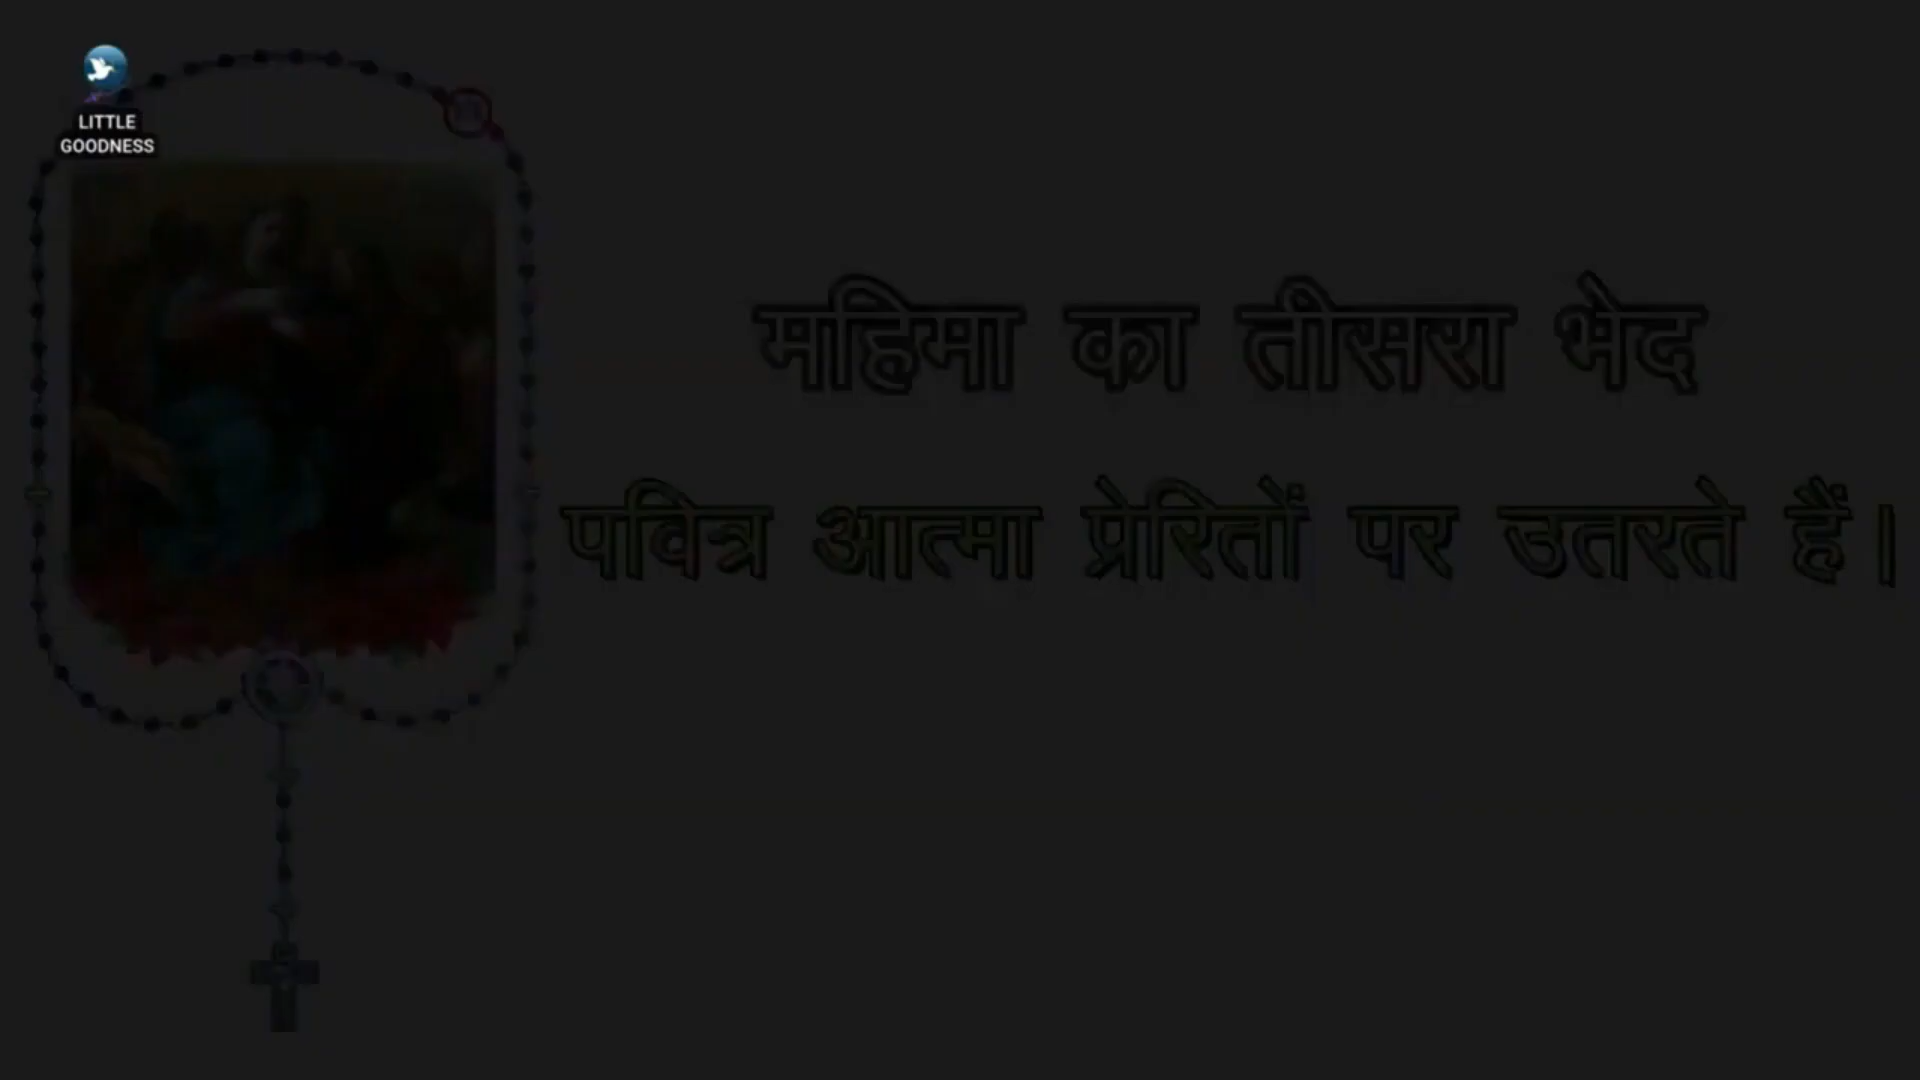 LITTLE
GOODNESS
महिमा का तीसरा भेद
पवित्र आत्मा प्रेरितों पर उतरते हैं।